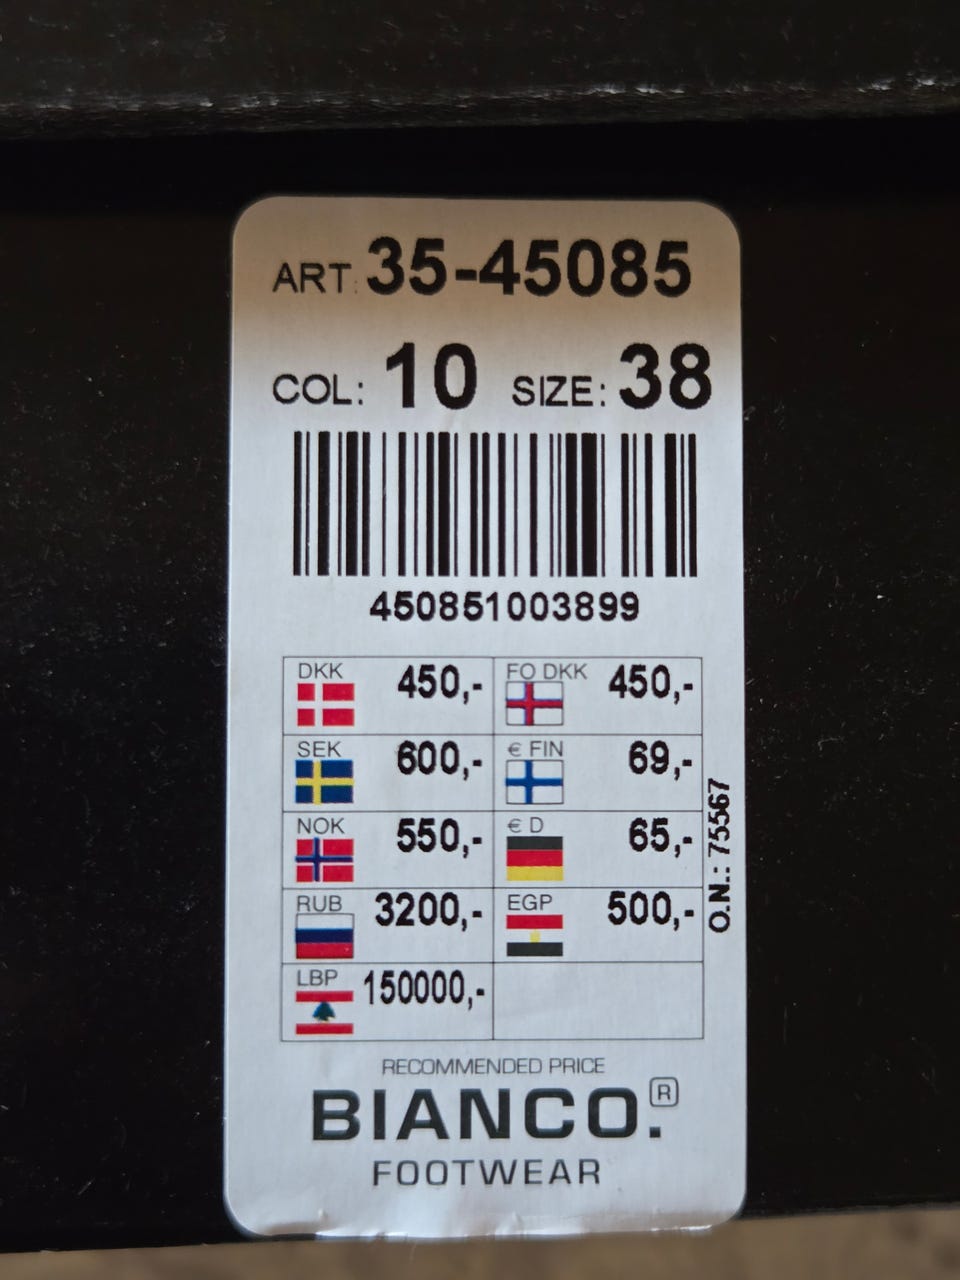 ART: 35-45085
COL: 10 SIZE: 38
450851003899
DKK 450,- FO DKK 450,-
SEK 600,- € FIN 69,-
NOK 550,- € D 65,-
RUB 3200,- EGP 500,-
LBP 150000,-
O.N.: 75567
RECOMMENDED PRICE
BIANCO.®
FOOTWEAR